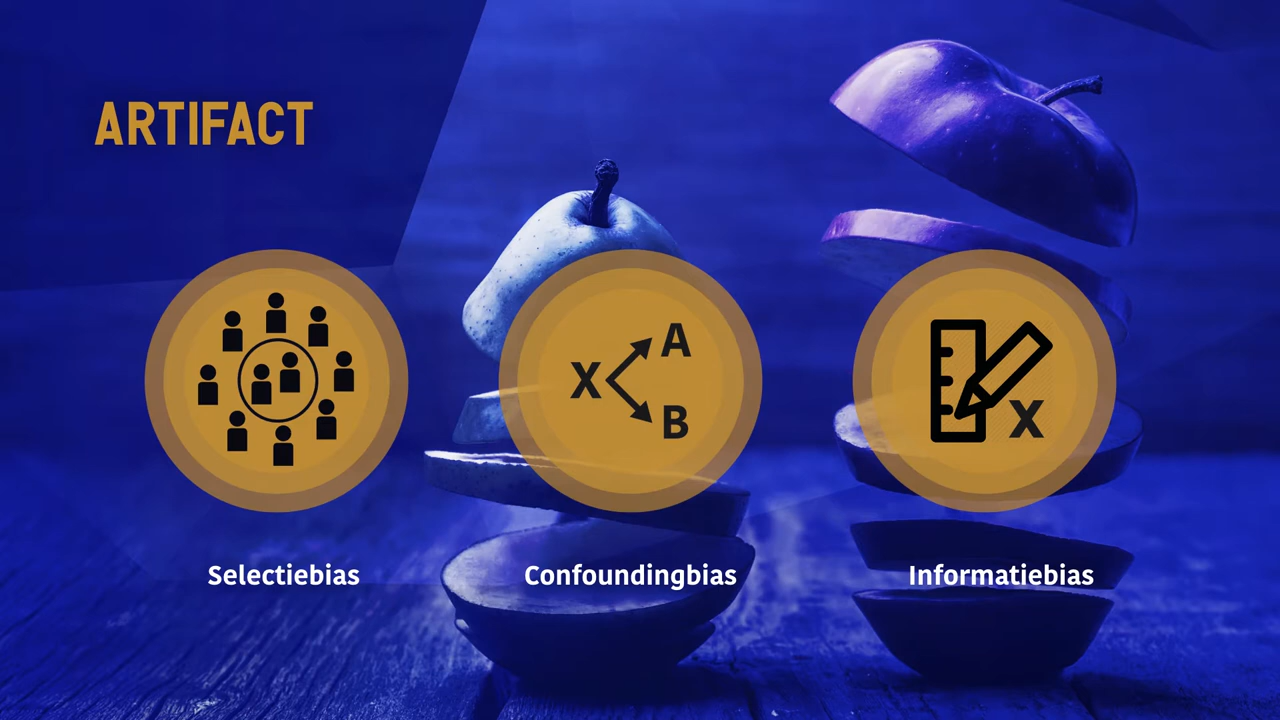 ARTIFACT
X
A
B
X
Selectiebias
Confoundingbias
Informatiebias